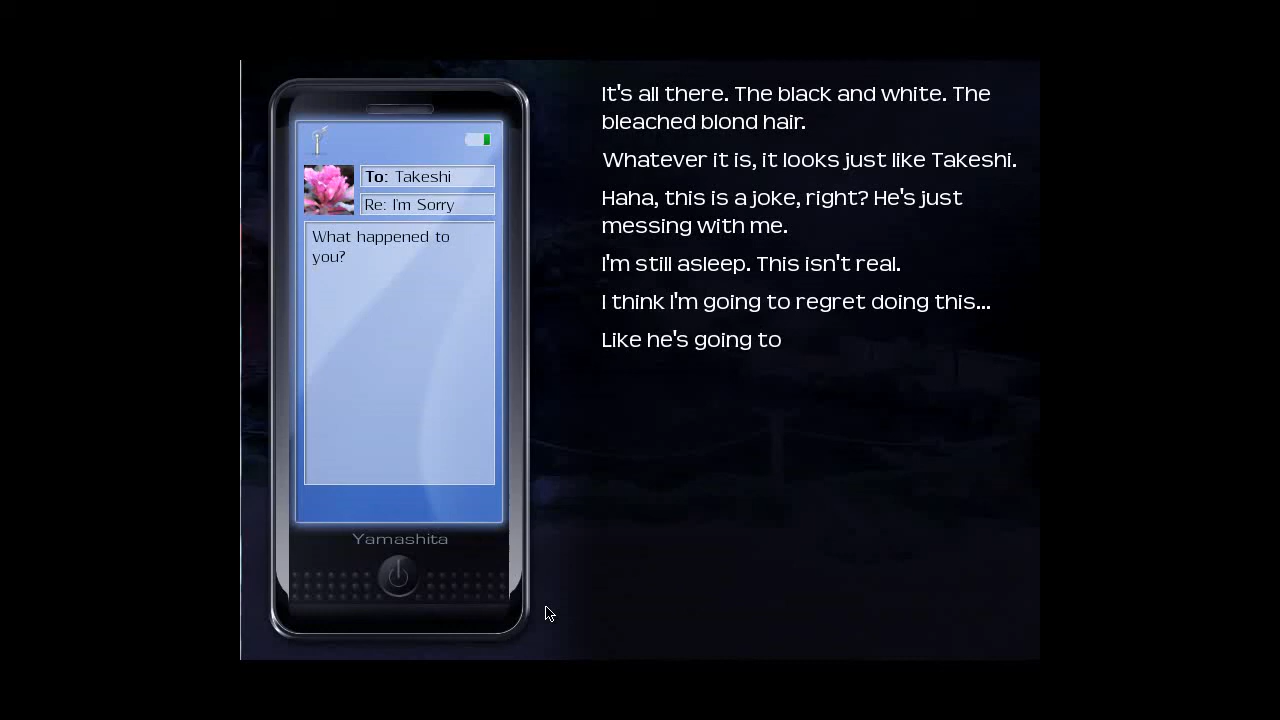 To: Takeshi
Re: I'm Sorry
What happened to
you?
Yamashita
It's all there. The black and white. The
bleached blond hair.
Whatever it is, it looks just like Takeshi.
Haha, this is a joke, right? He's just
messing with me.
I'm still asleep. This isn't real.
I think I'm going to regret doing this...
Like he's going to